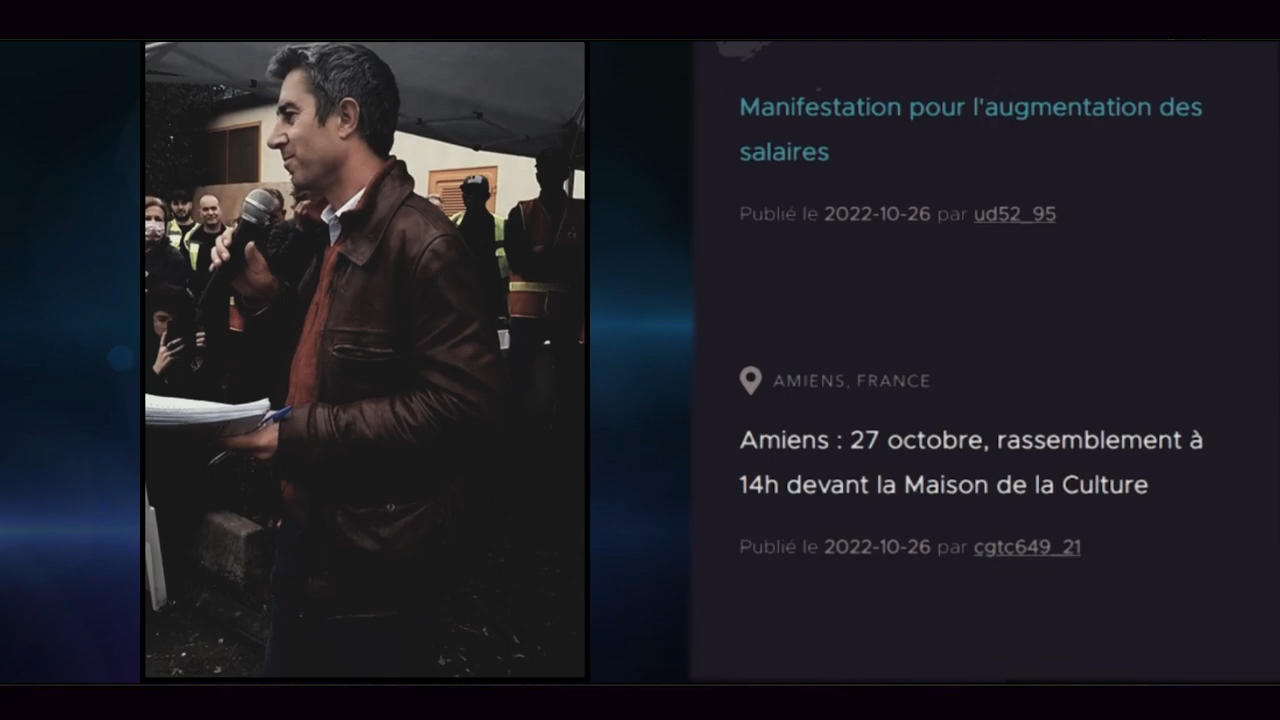 Manifestation pour l'augmentation des
salaires
Publié le 2022-10-26 par ud52_95
AMIENS, FRANCE
Amiens : 27 octobre, rassemblement à
14h devant la Maison de la Culture
Publié le 2022-10-26 par cgtc649_21